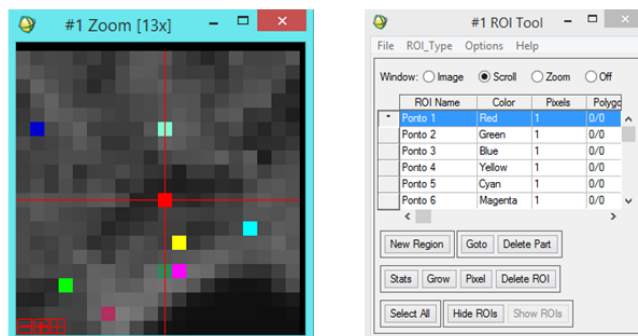 #1 Zoom [13x]
#1 ROI Tool
File ROI_Type Options Help
Window: Image Scroll Zoom Off
ROI Name Color Pixels Polygo
* Ponto 1 Red 1 0/0
Ponto 2 Green 1 0/0
Ponto 3 Blue 1 0/0
Ponto 4 Yellow 1 0/0
Ponto 5 Cyan 1 0/0
Ponto 6 Magenta 1 0/0
New Region Goto Delete Part
Stats Grow Pixel Delete ROI
Select All Hide ROIs Show ROIs